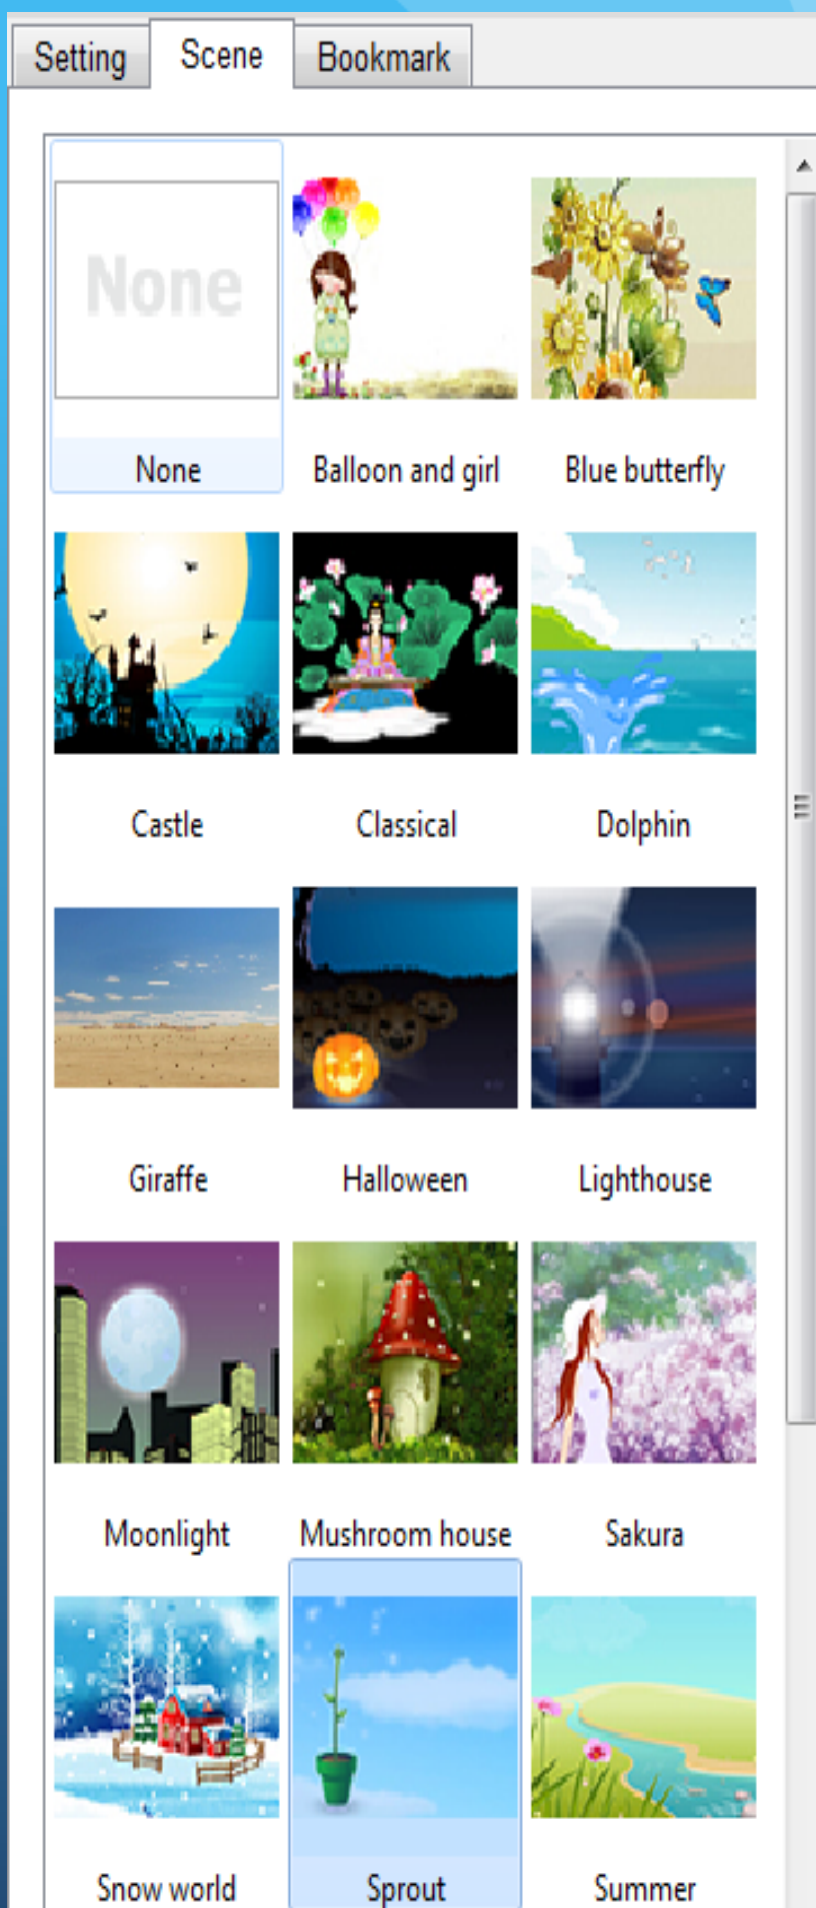 Setting Scene Bookmark
None
None Balloon and girl Blue butterfly
Castle Classical Dolphin
Giraffe Halloween Lighthouse
Moonlight Mushroom house Sakura
Snow world Sprout Summer